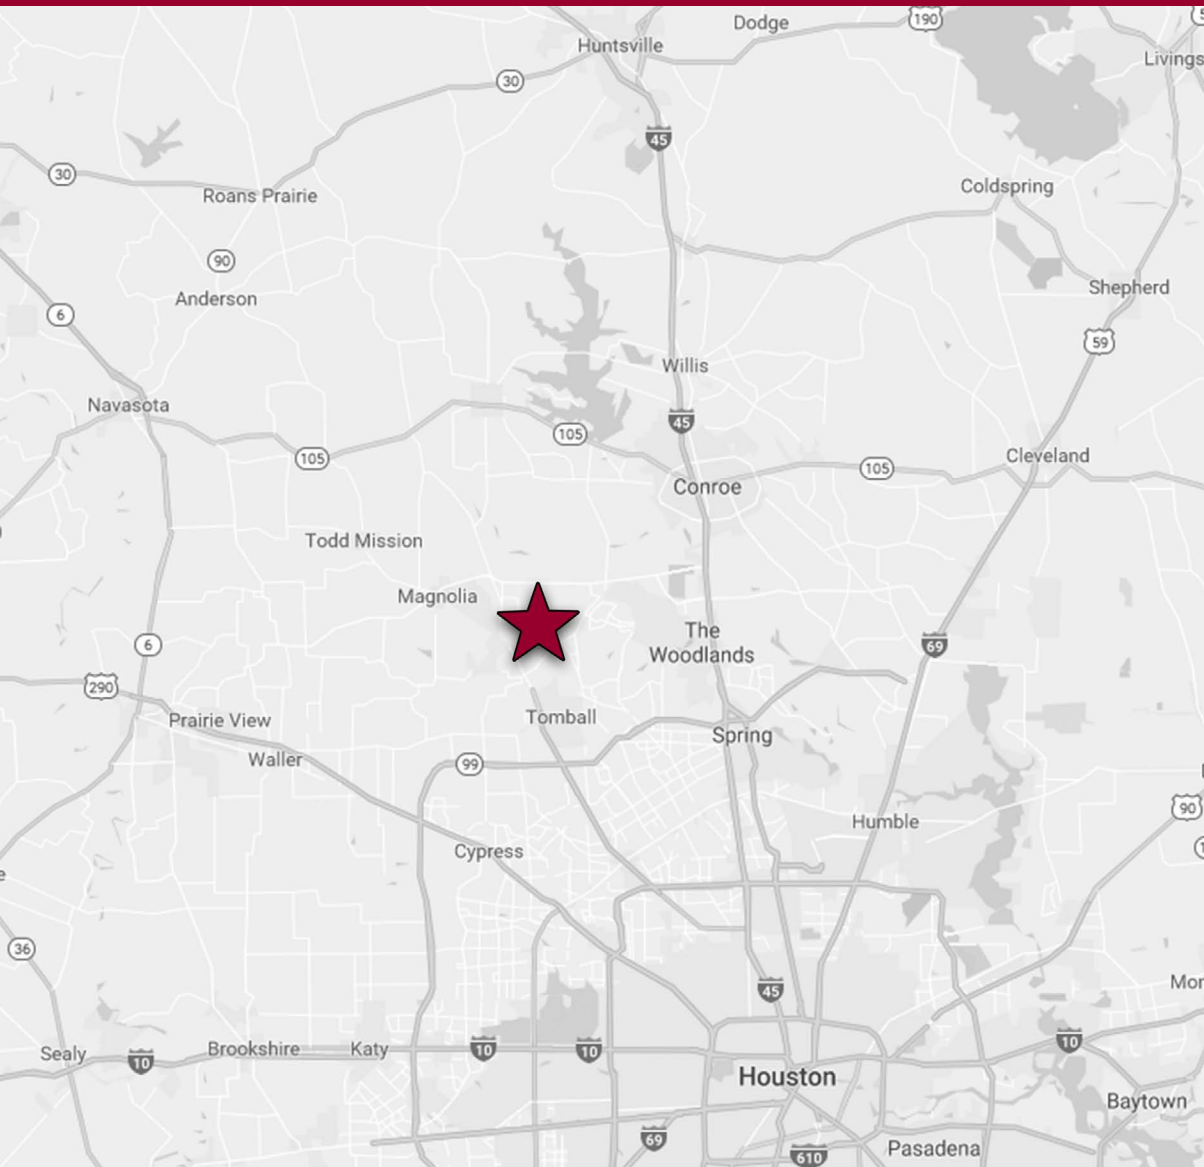 Dodge
190
Huntsville
Livings
30
45
30
Roans Prairie
Coldspring
90
Anderson
Shepherd
6
59
Willis
Navasota
45
105
105
Cleveland
105
Conroe
Todd Mission
Magnolia
The
Woodlands
6
69
290
Prairie View
Tomball
Spring
Waller
99
90
Humble
Cypress
36
45
Mor
Sealy
10
Brookshire
Katy
10
10
10
Houston
Baytown
69
610
Pasadena